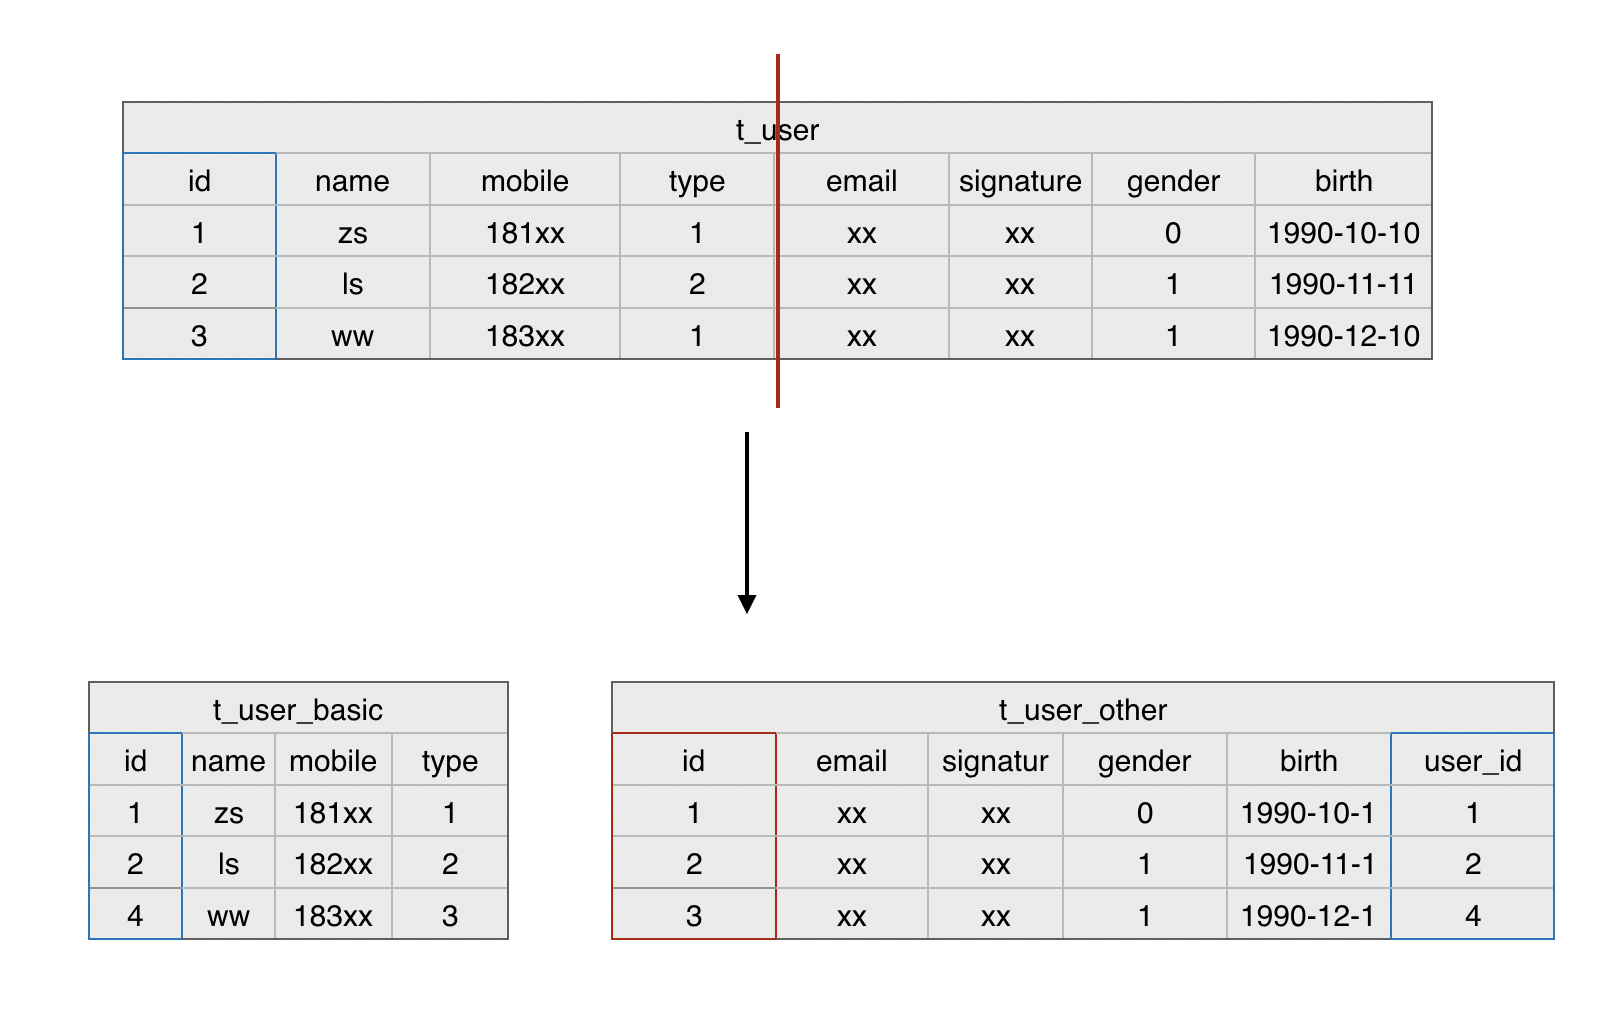 t_user
id name mobile type email signature gender birth
1 zs 181xx 1 xx xx 0 1990-10-10
2 ls 182xx 2 xx xx 1 1990-11-11
3 ww 183xx 1 xx xx 1 1990-12-10
t_user_basic
id name mobile type
1 zs 181xx 1
2 ls 182xx 2
4 ww 183xx 3
t_user_other
id email signatur gender birth user_id
1 xx xx 0 1990-10-1 1
2 xx xx 1 1990-11-1 2
3 xx xx 1 1990-12-1 4